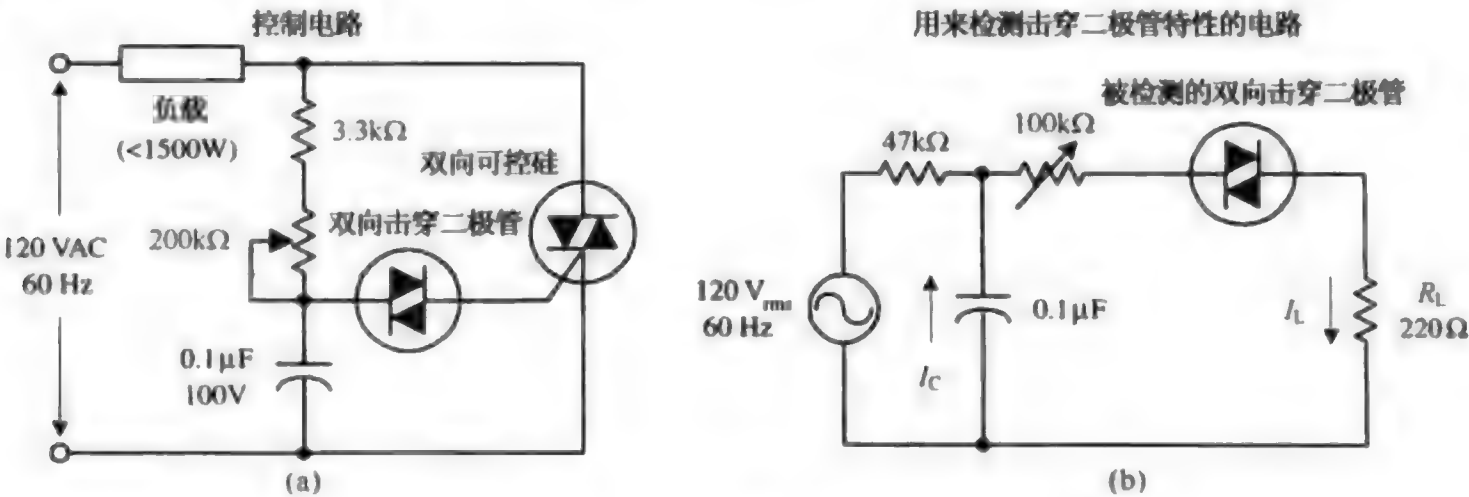 控制电路
负载
(<1500W)
3.3kΩ
双向可控硅
双向击穿二极管
200kΩ
120 VAC
60 Hz
0.1μF
100V
(a)
用来检测击穿二极管特性的电路
被检测的双向击穿二极管
100kΩ
47kΩ
120 Vrms
60 Hz
0.1μF
IC
IL
RL
220Ω
(b)